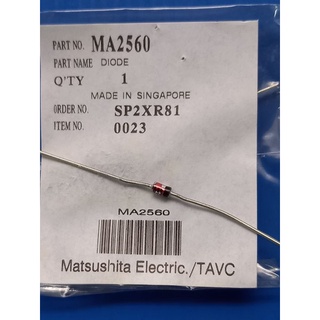 PART NO. MA2560
PART NAME DIODE
Q'TY 1
MADE IN SINGAPORE
ORDER NO. SP2XR81
ITEM NO. 0023
MA2560
Matsushita Electric./TAVC